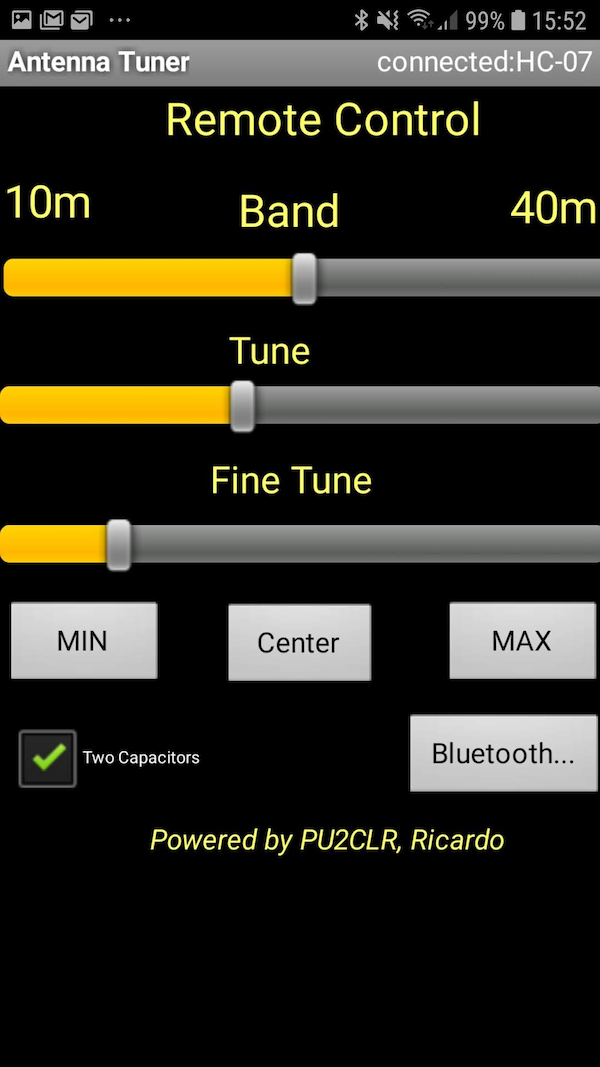 99% 15:52
Antenna Tuner connected:HC-07
Remote Control
10m Band 40m
Tune
Fine Tune
MIN Center MAX
Two Capacitors Bluetooth...
Powered by PU2CLR, Ricardo